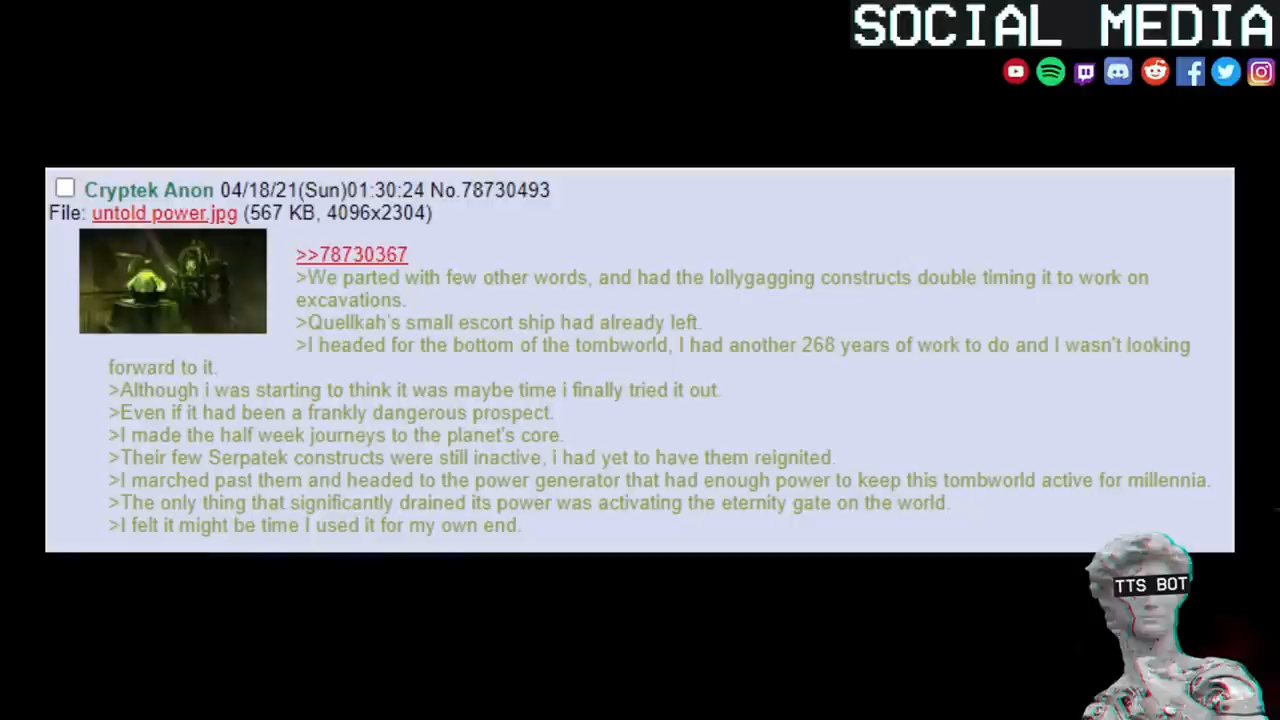 SOCIAL MEDIA
Cryptek Anon 04/18/21(Sun)01:30:24 No.78730493
File: untold power.jpg (567 KB, 4096x2304)
>>78730367
>We parted with few other words, and had the lollygagging constructs double timing it to work on
excavations.
>Quellkah's small escort ship had already left.
>I headed for the bottom of the tombworld, I had another 268 years of work to do and I wasn't looking
forward to it.
>Although i was starting to think it was maybe time i finally tried it out.
>Even if it had been a frankly dangerous prospect.
>I made the half week journeys to the planet's core.
>Their few Serpatek constructs were still inactive, i had yet to have them reignited.
>I marched past them and headed to the power generator that had enough power to keep this tombworld active for millennia.
>The only thing that significantly drained its power was activating the eternity gate on the world.
>I felt it might be time I used it for my own end.
TTS BOT